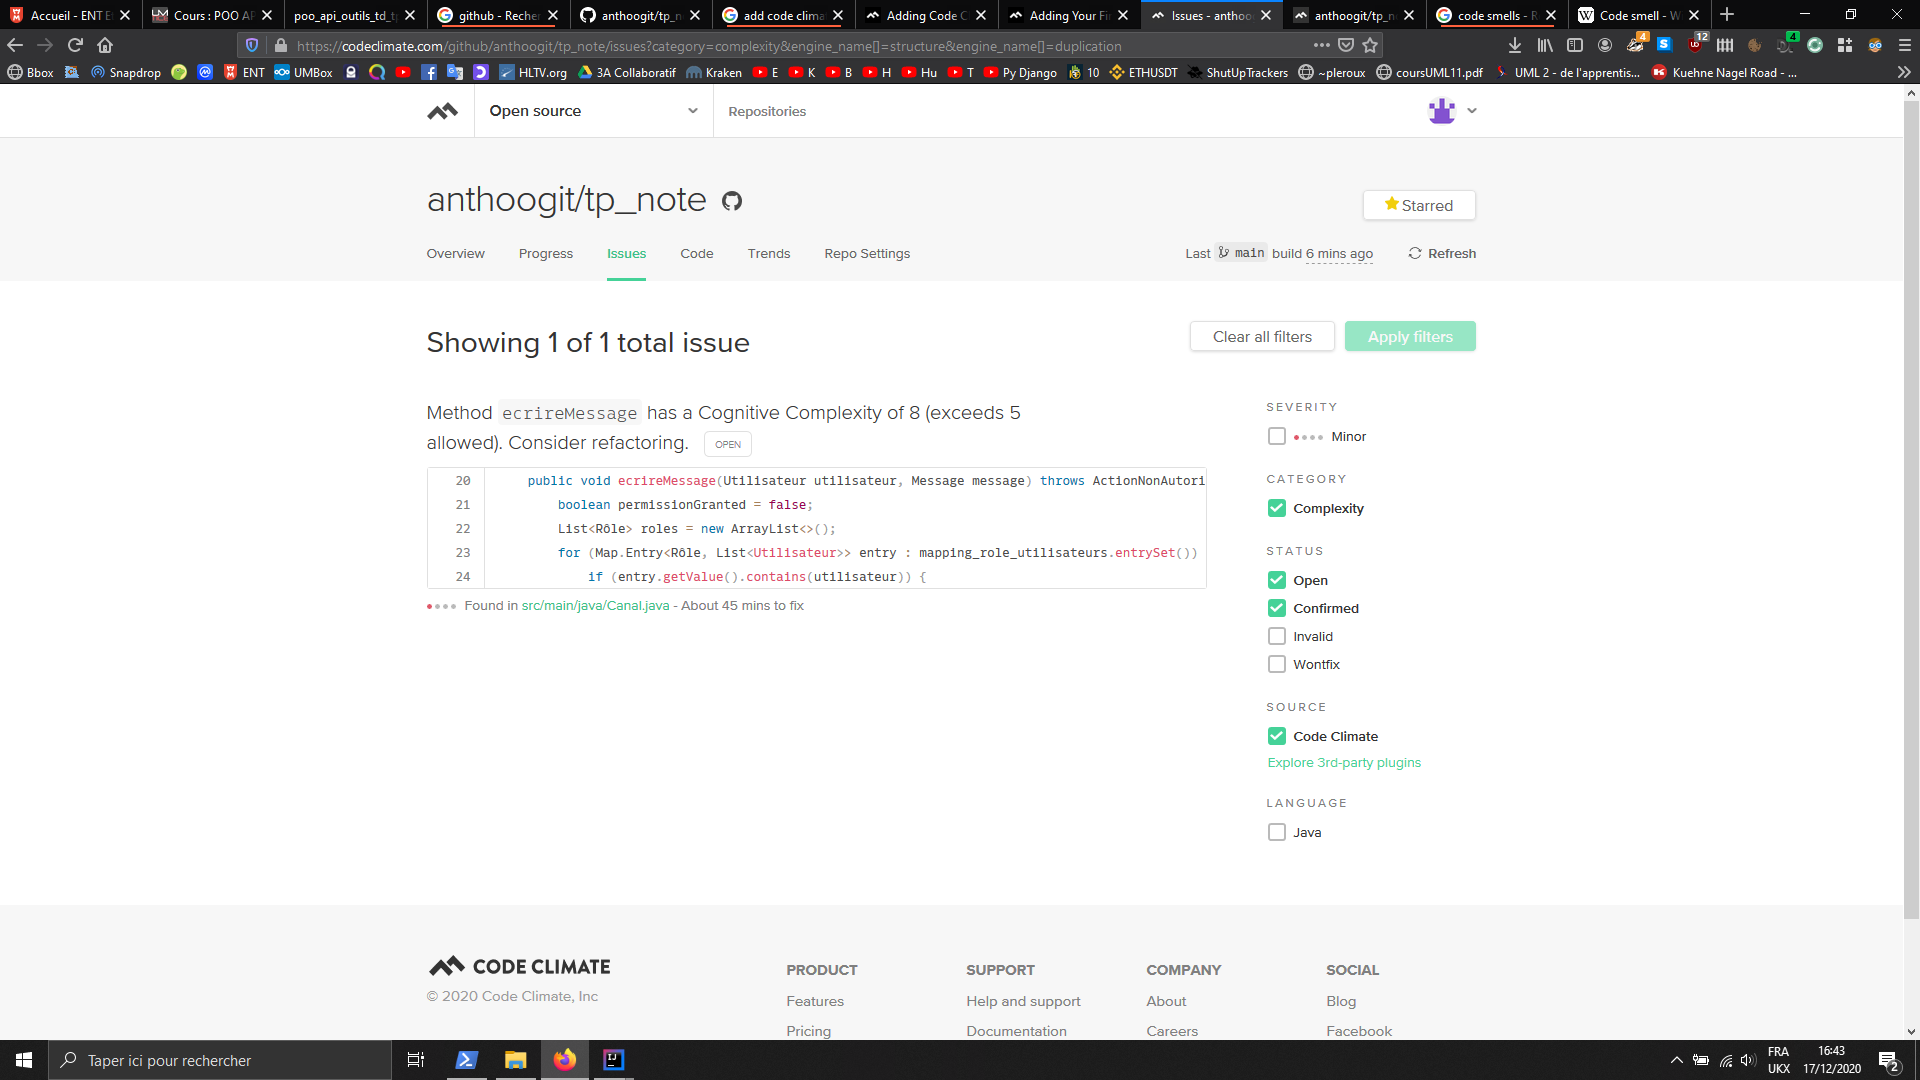 Accueil - ENT E
Cours : POO AP
poo_api_outils_td_t
github - Recher
anthoogit/tp_n
add code clima
Adding Code C
Adding Your Fi
Issues - anthoo
anthoogit/tp_n
code smells - R
Code smell - W
https://codeclimate.com/github/anthoogit/tp_note/issues?category=complexity&engine_name[]=structure&engine_name[]=duplication
4
12
4
Bbox
Snapdrop
ENT
UMBox
HLTV.org
3A Collaboratif
Kraken
E
K
B
H
Hu
T
Py Django
10
ETHUSDT
ShutUpTrackers
~pleroux
coursUML11.pdf
UML 2 - de l'apprentis...
Kuehne Nagel Road - ...
Open source
Repositories
anthoogit/tp_note
Starred
Overview
Progress
Issues
Code
Trends
Repo Settings
Last main build 6 mins ago
Refresh
Showing 1 of 1 total issue
Clear all filters
Apply filters
Method ecrireMessage has a Cognitive Complexity of 8 (exceeds 5
allowed). Consider refactoring. OPEN
20 public void ecrireMessage(Utilisateur utilisateur, Message message) throws ActionNonAutori
21 boolean permissionGranted = false;
22 List<Rôle> roles = new ArrayList<>();
23 for (Map.Entry<Rôle, List<Utilisateur>> entry : mapping_role_utilisateurs.entrySet())
24 if (entry.getValue().contains(utilisateur)) {
Found in src/main/java/Canal.java - About 45 mins to fix
SEVERITY
Minor
CATEGORY
Complexity
STATUS
Open
Confirmed
Invalid
Wontfix
SOURCE
Code Climate
Explore 3rd-party plugins
LANGUAGE
Java
CODE CLIMATE
© 2020 Code Climate, Inc
PRODUCT
Features
Pricing
SUPPORT
Help and support
Documentation
COMPANY
About
Careers
SOCIAL
Blog
Facebook
Taper ici pour rechercher
FRA
UKX
16:43
17/12/2020
2